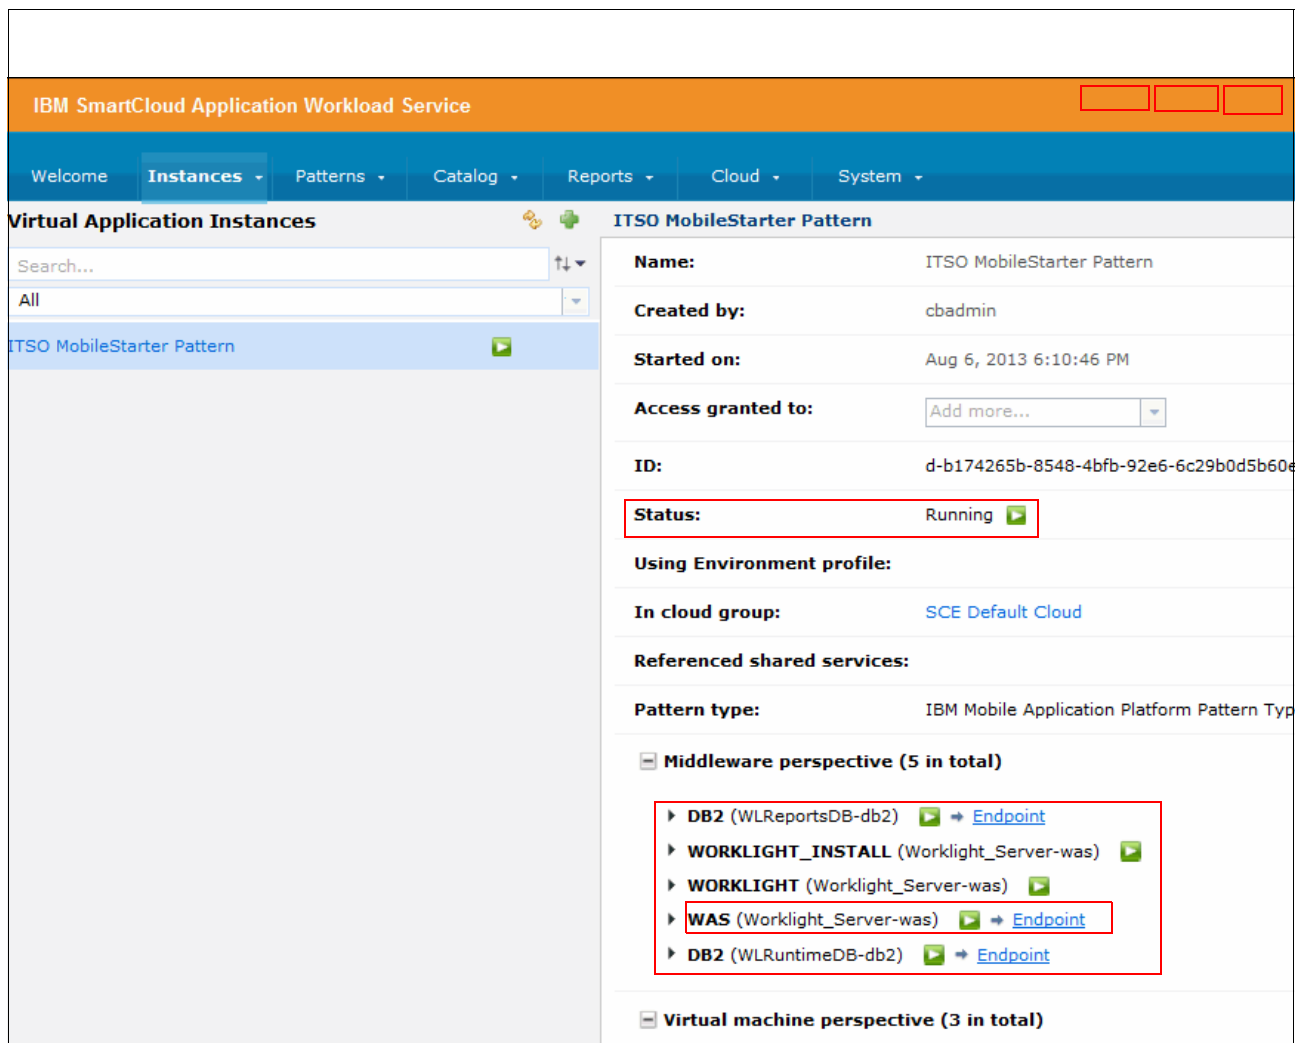 IBM SmartCloud Application Workload Service
Welcome Instances Patterns Catalog Reports Cloud System
Virtual Application Instances
Search...
All
ITSO MobileStarter Pattern
ITSO MobileStarter Pattern
Name: ITSO MobileStarter Pattern
Created by: cbadmin
Started on: Aug 6, 2013 6:10:46 PM
Access granted to: Add more...
ID: d-b174265b-8548-4bfb-92e6-6c29b0d5b60e
Status: Running
Using Environment profile:
In cloud group: SCE Default Cloud
Referenced shared services:
Pattern type: IBM Mobile Application Platform Pattern Typ
Middleware perspective (5 in total)
DB2 (WLReportsDB-db2) Endpoint
WORKLIGHT_INSTALL (Worklight_Server-was)
WORKLIGHT (Worklight_Server-was)
WAS (Worklight_Server-was) Endpoint
DB2 (WLRuntimeDB-db2) Endpoint
Virtual machine perspective (3 in total)